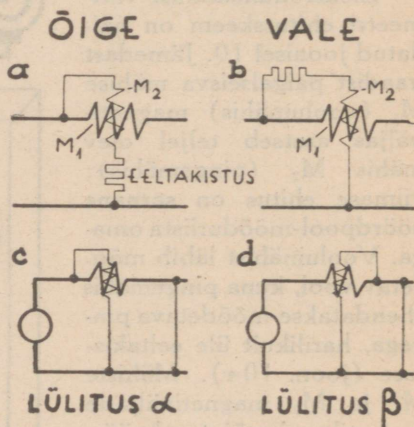 ÕIGE VALE
a b
M₂ M₂
M₁ M₁
EELTAKISTUS
c d
LÜLITUS α LÜLITUS β